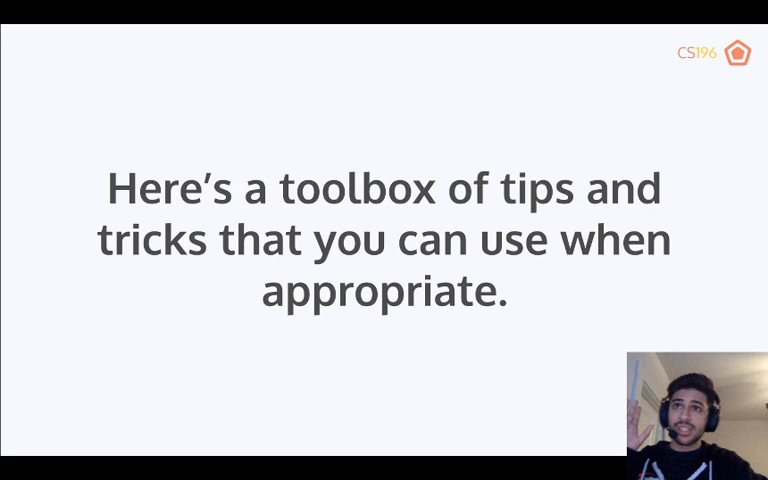 CS196
Here’s a toolbox of tips and
tricks that you can use when
appropriate.